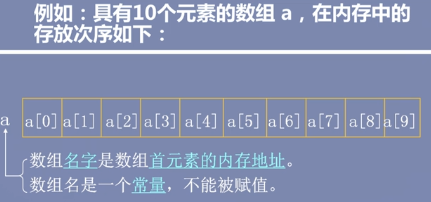 例如：具有10个元素的数组 a，在内存中的
存放次序如下：
a a[0] a[1] a[2] a[3] a[4] a[5] a[6] a[7] a[8] a[9]
数组名字是数组首元素的内存地址。
数组名是一个常量，不能被赋值。